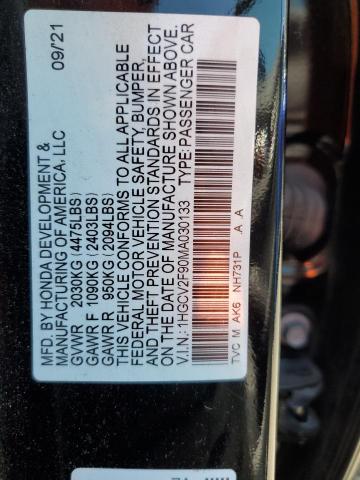 MFD. BY HONDA DEVELOPMENT & 09/21
MANUFACTURING OF AMERICA, LLC
GVWR 2030KG (4475LBS)
GAWR F 1090KG (2403LBS)
GAWR R 950KG (2094LBS)
THIS VEHICLE CONFORMS TO ALL APPLICABLE
FEDERAL MOTOR VEHICLE SAFETY, BUMPER,
AND THEFT PREVENTION STANDARDS IN EFFECT
ON THE DATE OF MANUFACTURE SHOWN ABOVE.
V.I.N.: 1HGCV2F90MA030133 TYPE: PASSENGER CAR
TVC M AK6 NH731P .A .A